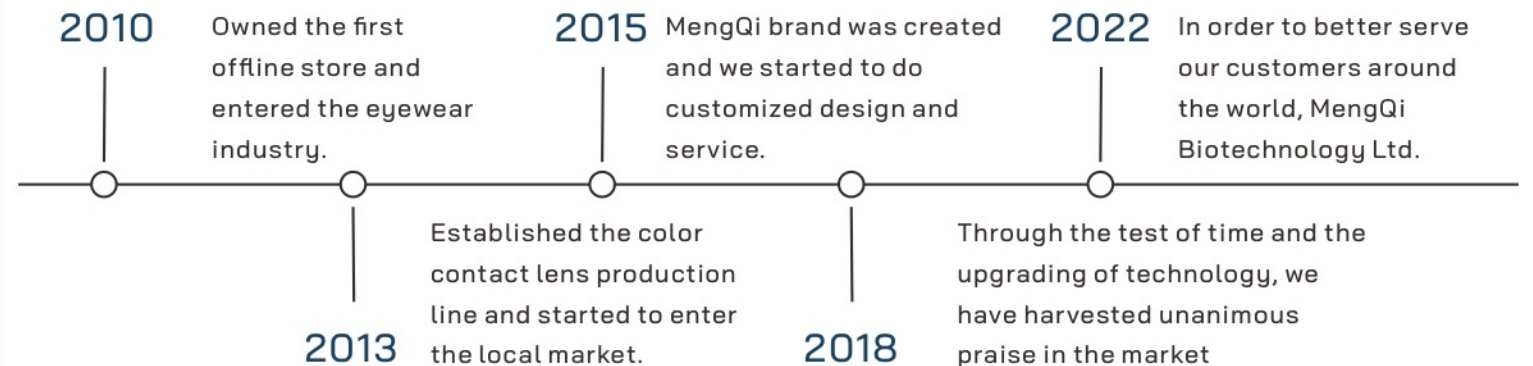 2010
Owned the first
offline store and
entered the eyewear
industry.
2013
Established the color
contact lens production
line and started to enter
the local market.
2015
MengQi brand was created
and we started to do
customized design and
service.
2018
Through the test of time and the
upgrading of technology, we
have harvested unanimous
praise in the market
2022
In order to better serve
our customers around
the world, MengQi
Biotechnology Ltd.